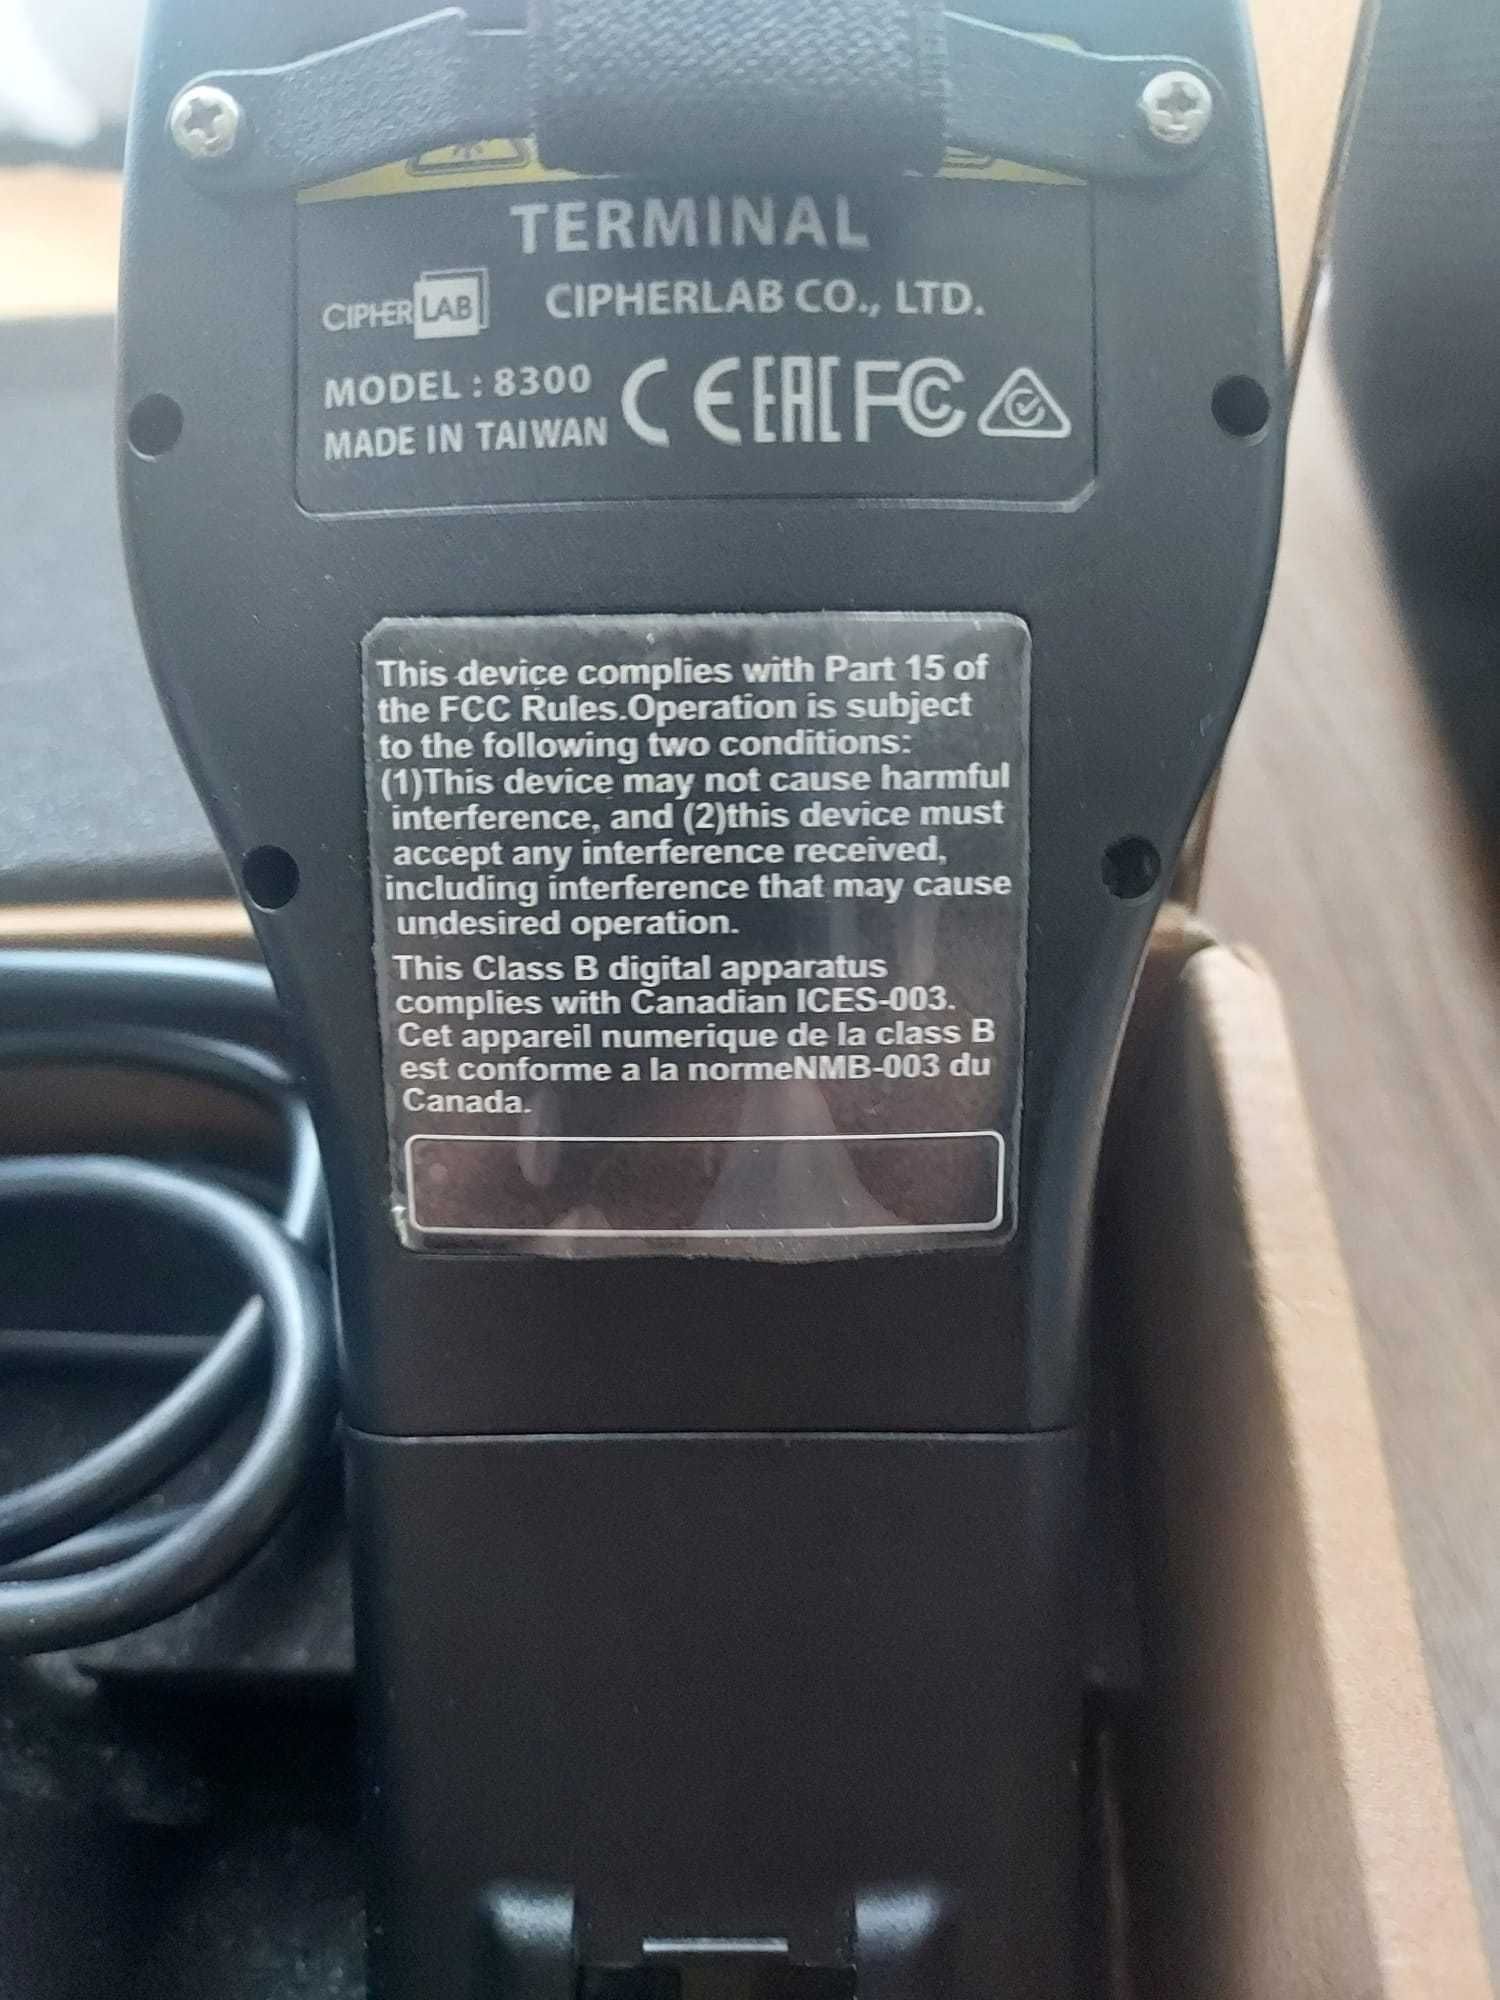 TERMINAL
CIPHERLAB CIPHERLAB CO., LTD.
MODEL : 8300
MADE IN TAIWAN
CE EAC FC
This device complies with Part 15 of
the FCC Rules.Operation is subject
to the following two conditions:
(1)This device may not cause harmful
interference, and (2)this device must
accept any interference received,
including interference that may cause
undesired operation.
This Class B digital apparatus
complies with Canadian ICES-003.
Cet appareil numerique de la class B
est conforme a la normeNMB-003 du
Canada.